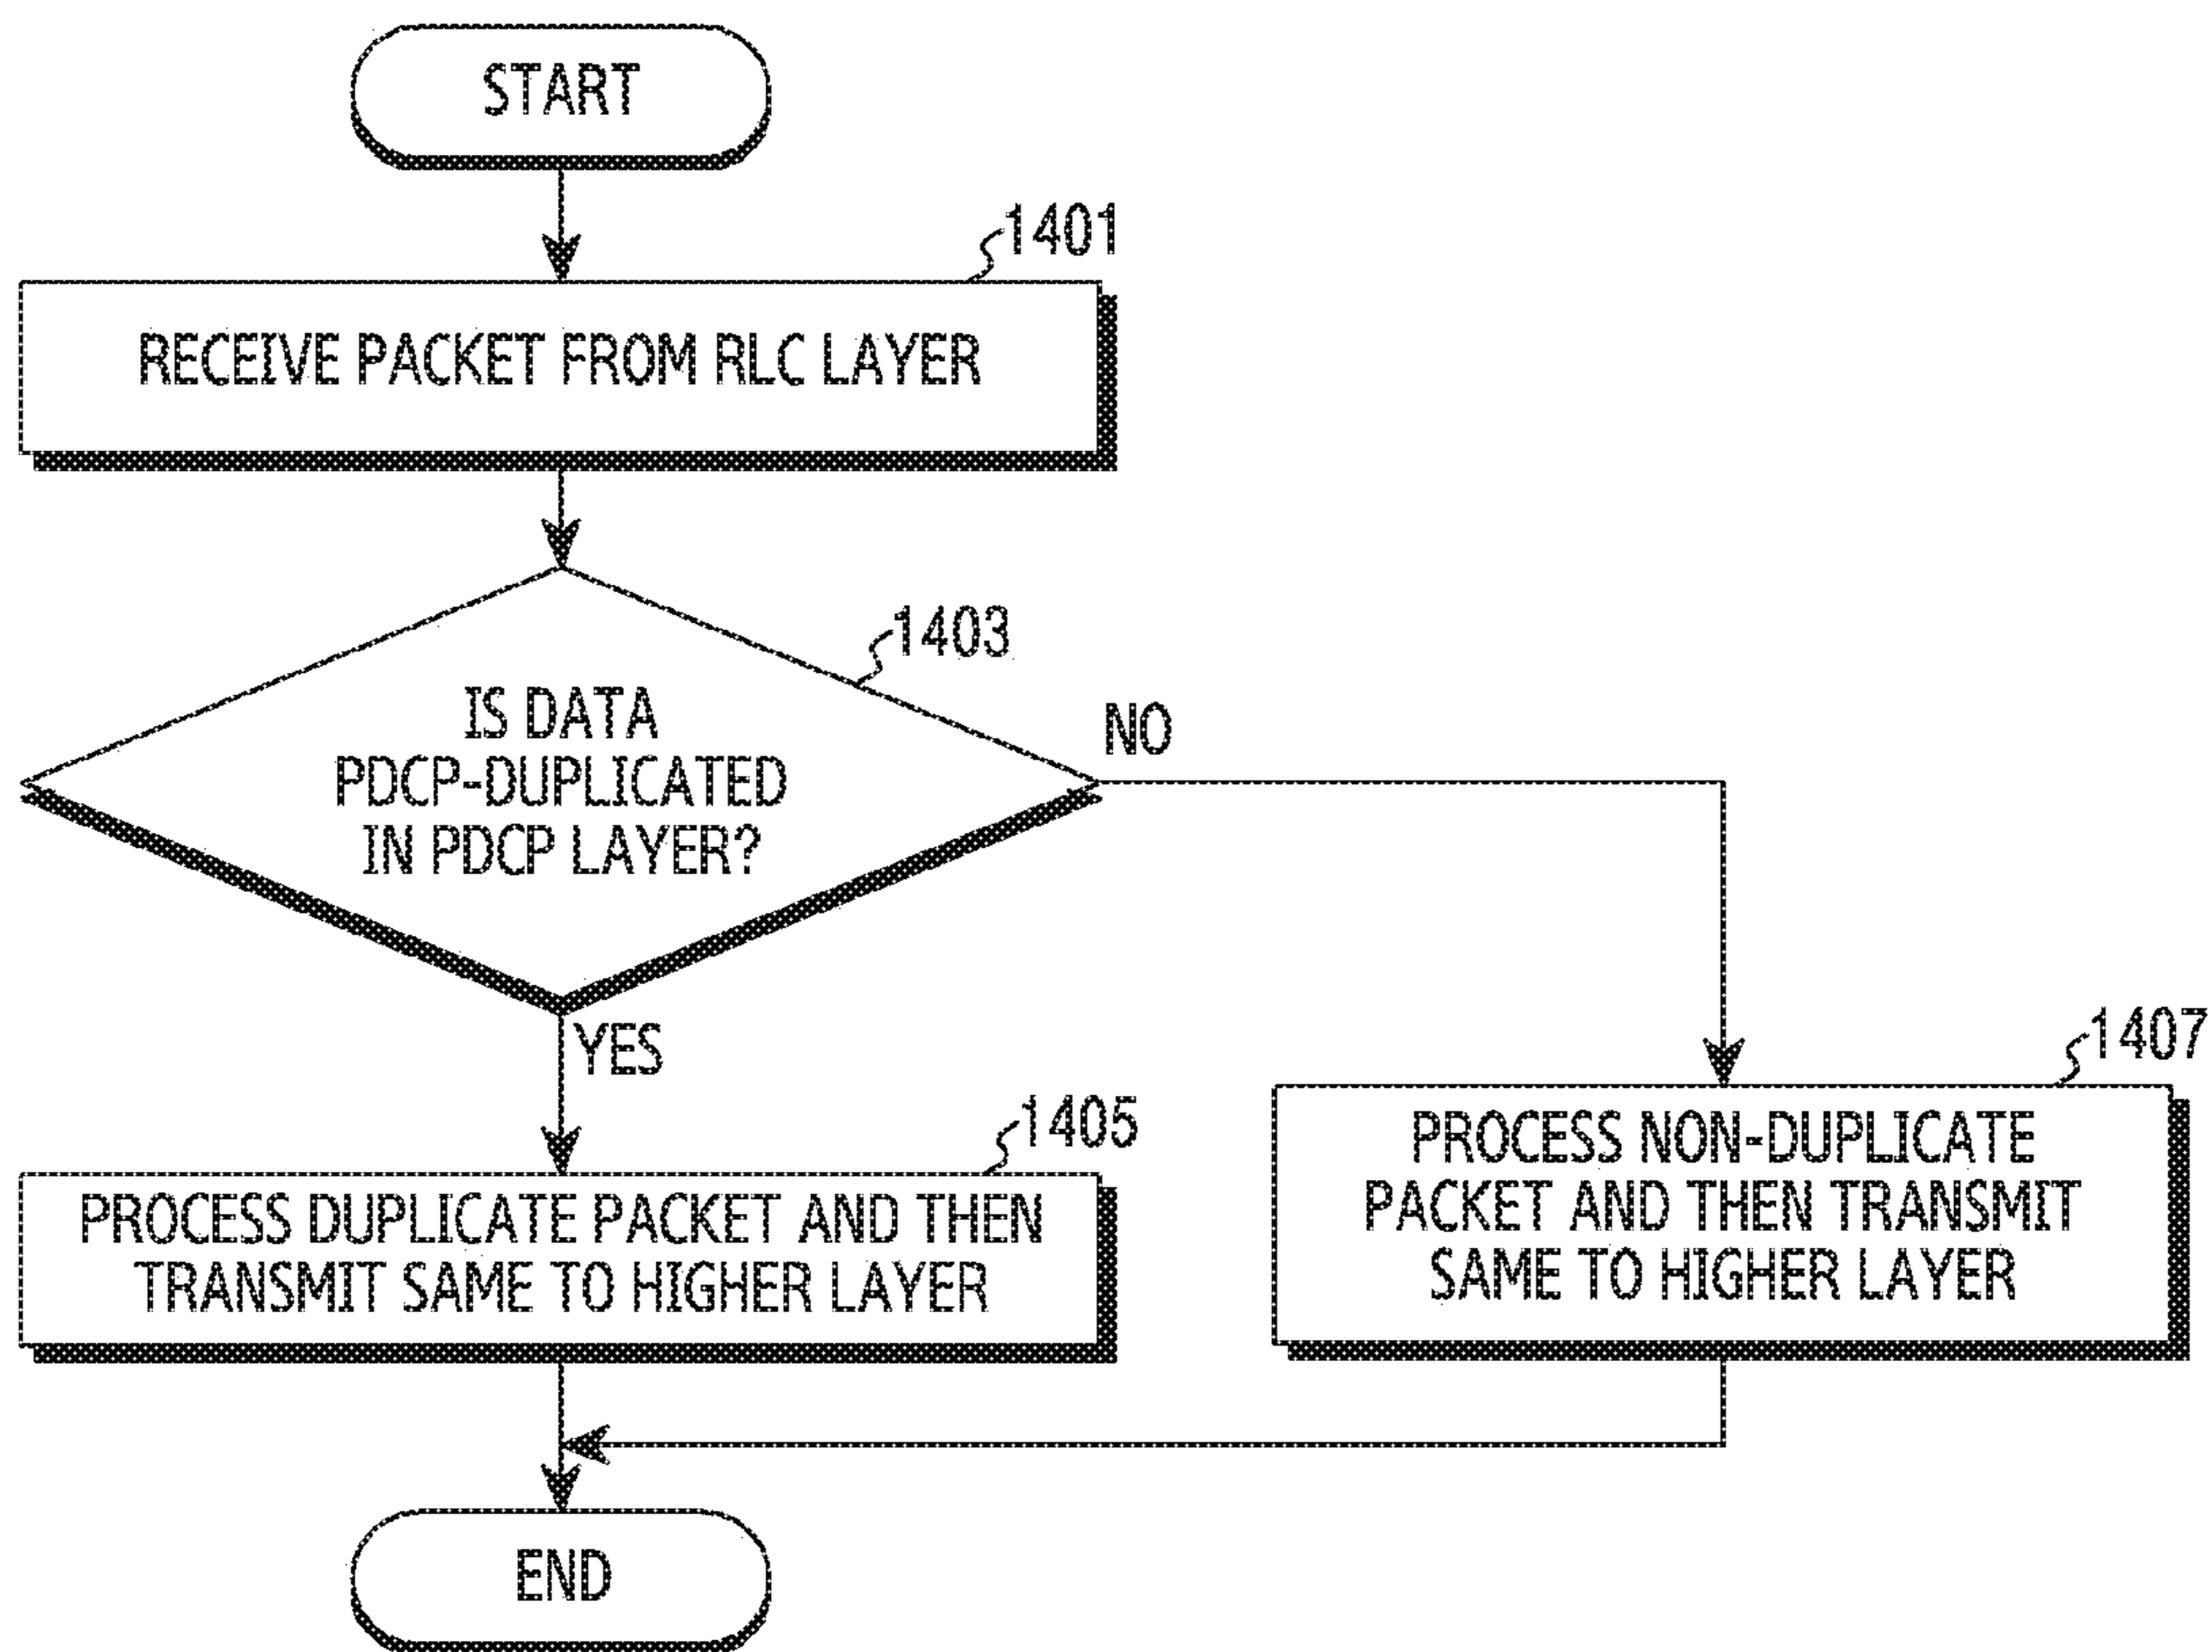 START
1401
RECEIVE PACKET FROM RLC LAYER
1403
IS DATA
PDCP-DUPLICATED
IN PDCP LAYER?
NO
YES
1405
PROCESS DUPLICATE PACKET AND THEN
TRANSMIT SAME TO HIGHER LAYER
1407
PROCESS NON-DUPLICATE
PACKET AND THEN TRANSMIT
SAME TO HIGHER LAYER
END